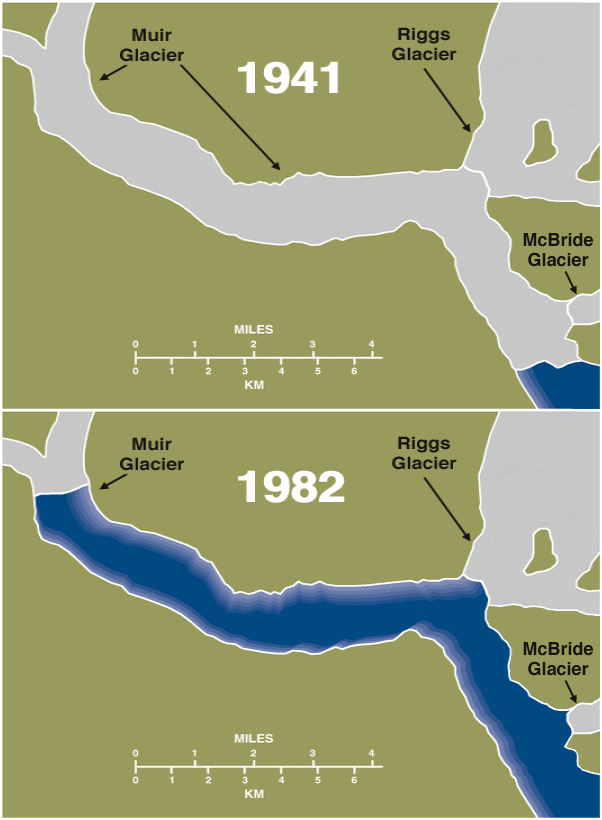 Muir
Glacier
1941
Riggs
Glacier
McBride
Glacier
MILES
0 1 2 3 4
0 1 2 3 4 5 6
KM
Muir
Glacier
1982
Riggs
Glacier
McBride
Glacier
MILES
0 1 2 3 4
0 1 2 3 4 5 6
KM